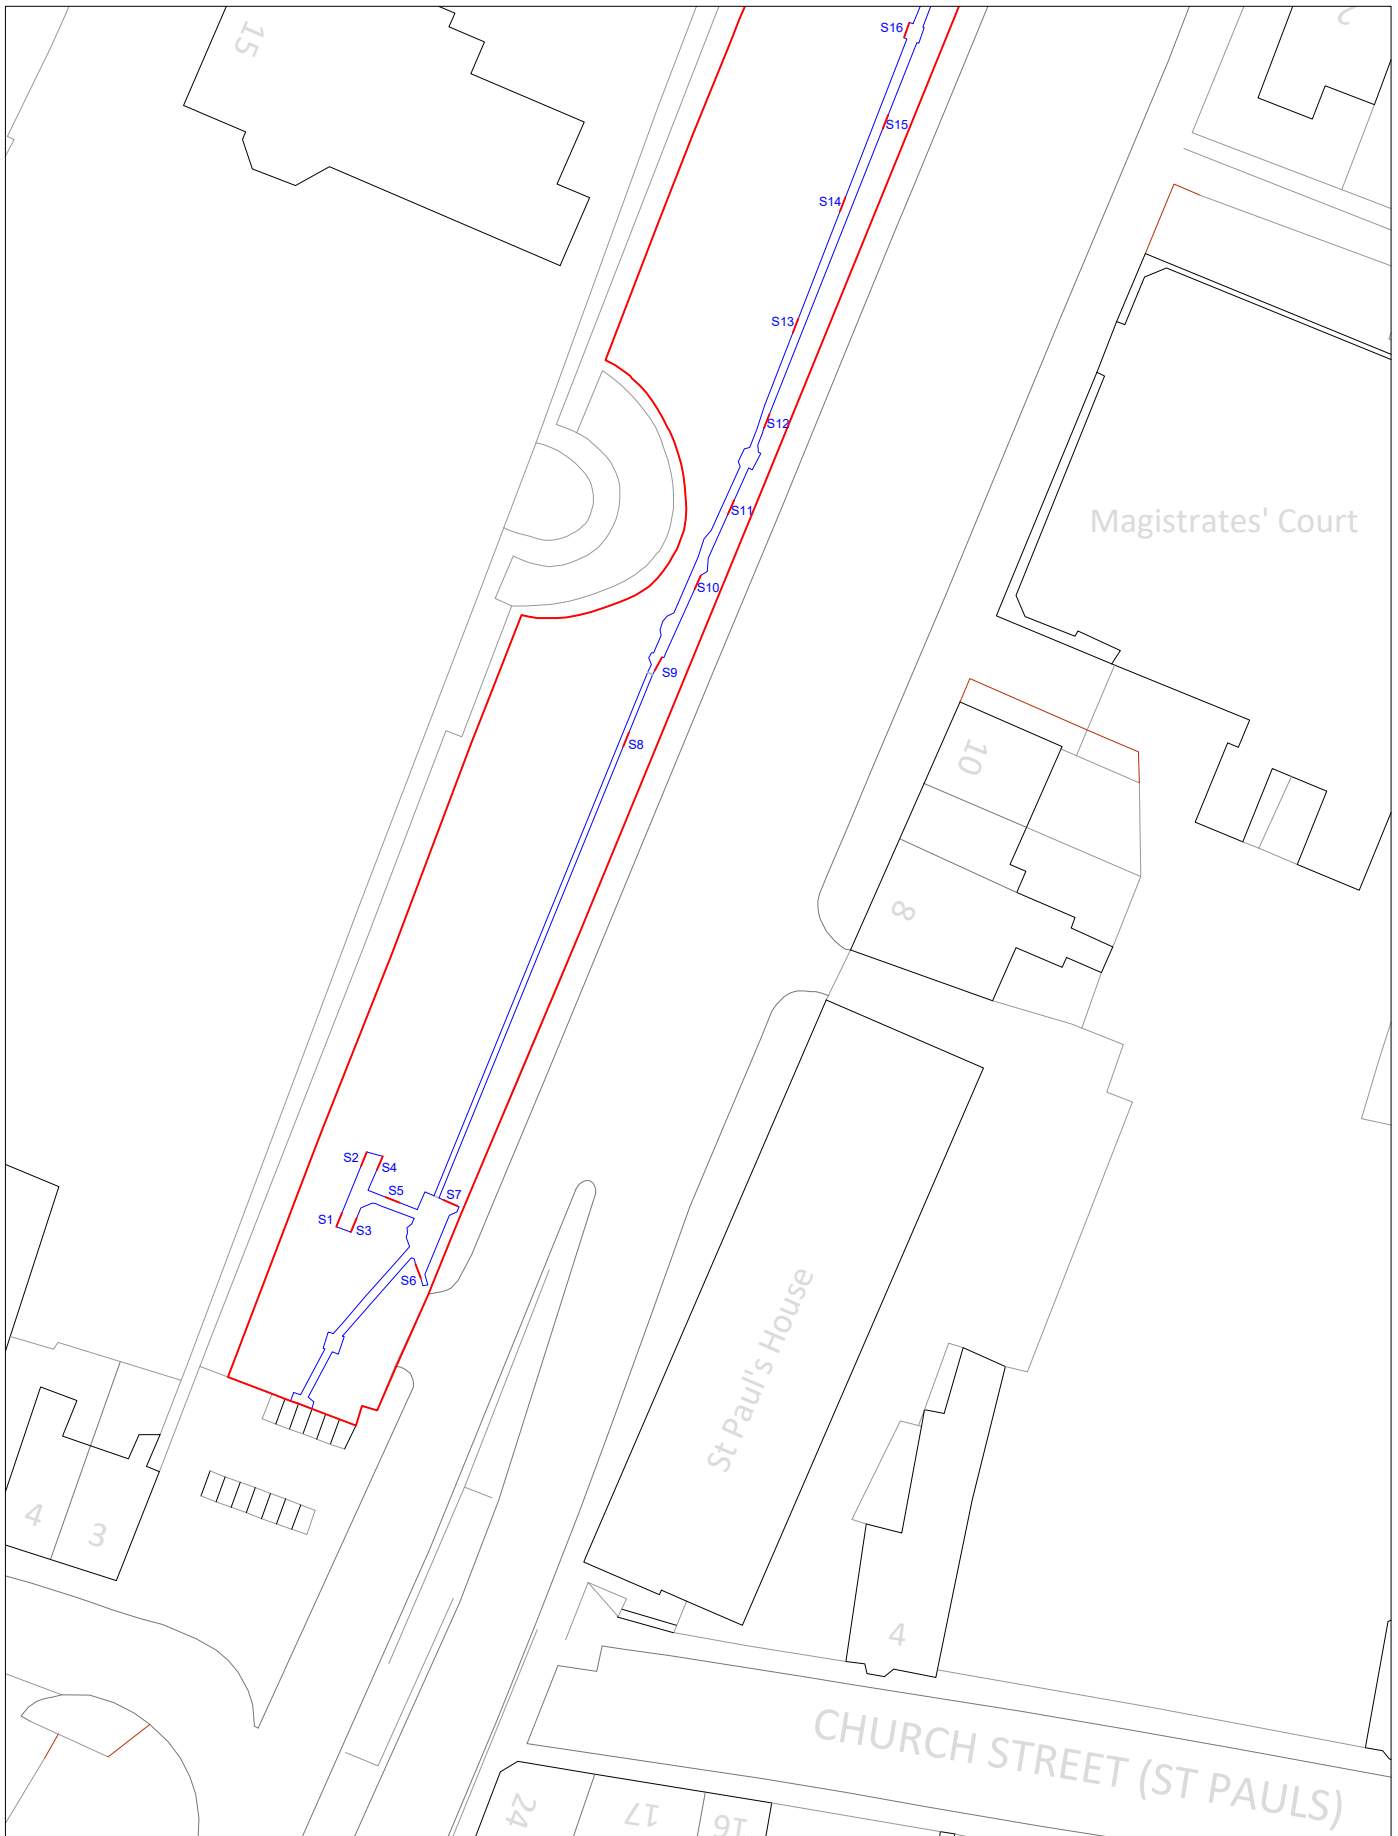 15
2
S16
S15
S14
S13
S12
Magistrates' Court
S11
S10
S9
S8
10
8
S2
S4
S5
S7
S1
S3
S6
St Paul's House
4
3
4
CHURCH STREET (ST PAULS)
24
17
16